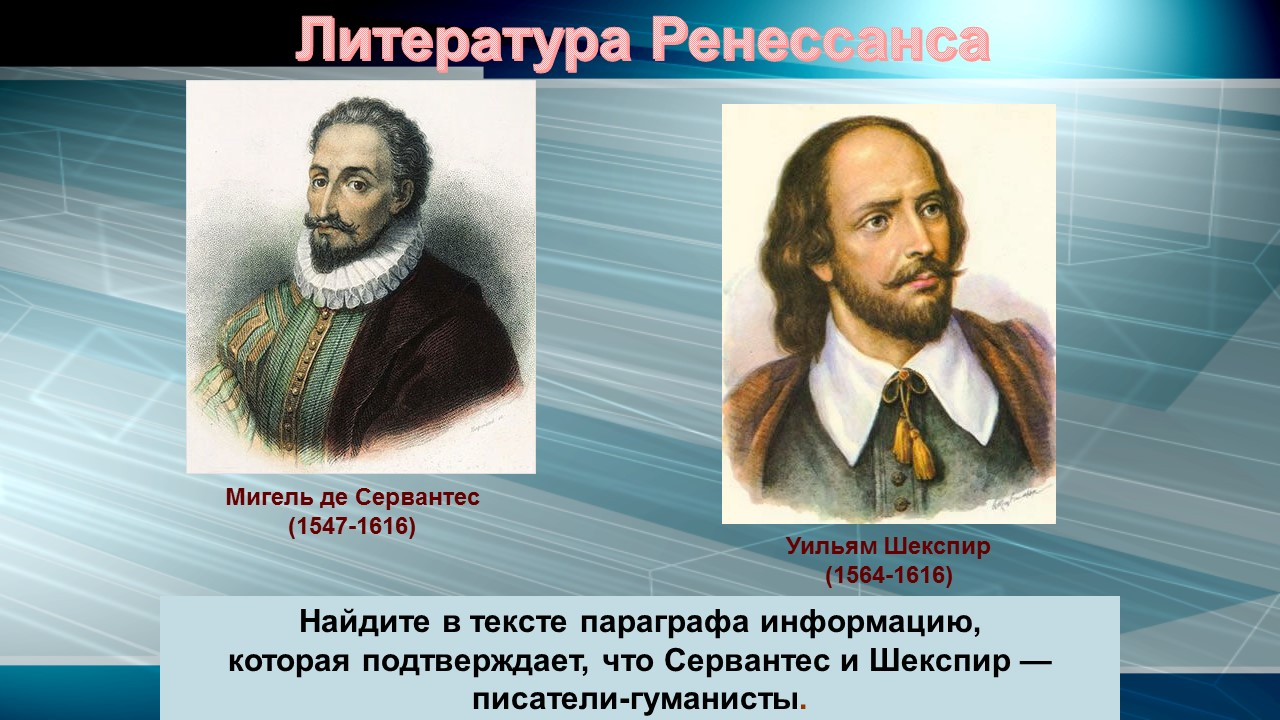 Литература Ренессанса
Мигель де Сервантес
(1547-1616)
Уильям Шекспир
(1564-1616)
Найдите в тексте параграфа информацию,
которая подтверждает, что Сервантес и Шекспир —
писатели-гуманисты.